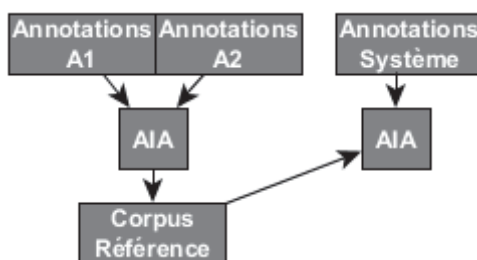 Annotations
A1
Annotations
A2
Annotations
Système
AIA
AIA
Corpus
Référence